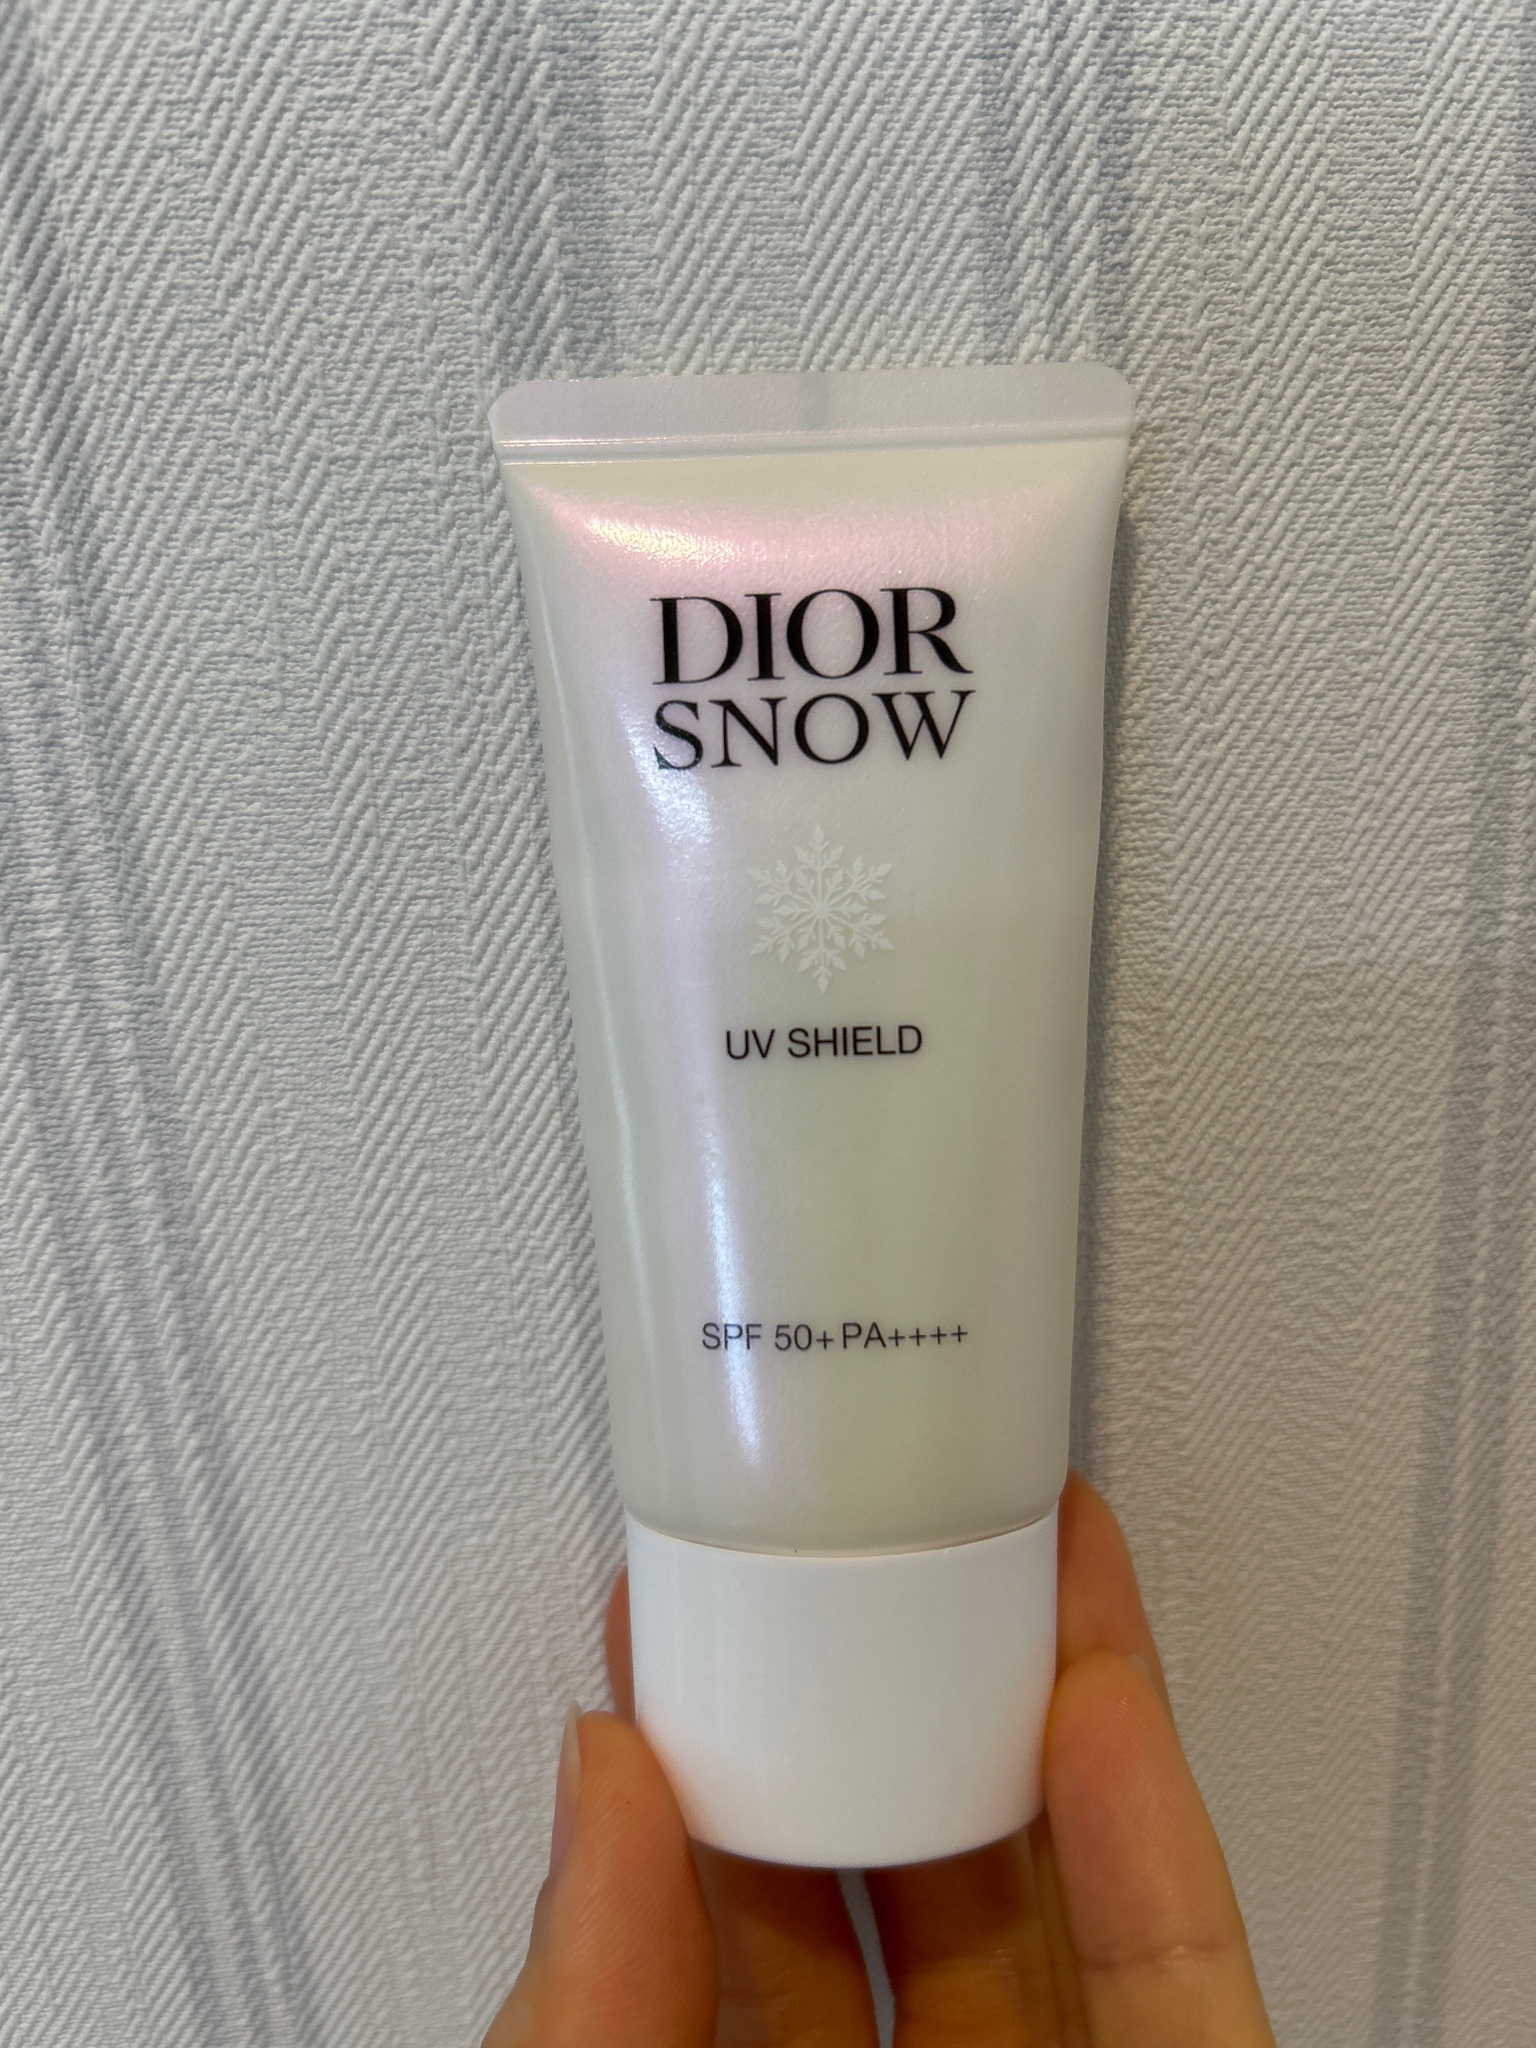 DIOR
SNOW
UV SHIELD
SPF 50+ PA++++